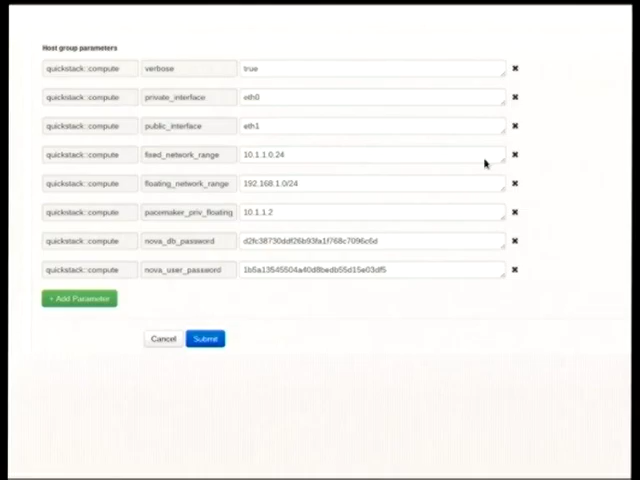 Host group parameters
quickstack::compute verbose true ✖
quickstack::compute private_interface eth0 ✖
quickstack::compute public_interface eth1 ✖
quickstack::compute fixed_network_range 10.1.1.0.24 ✖
quickstack::compute floating_network_range 192.168.1.0/24 ✖
quickstack::compute pacemaker_priv_floating 10.1.1.2 ✖
quickstack::compute nova_db_password ✖
quickstack::compute nova_user_password ✖
+ Add Parameter
Cancel Submit